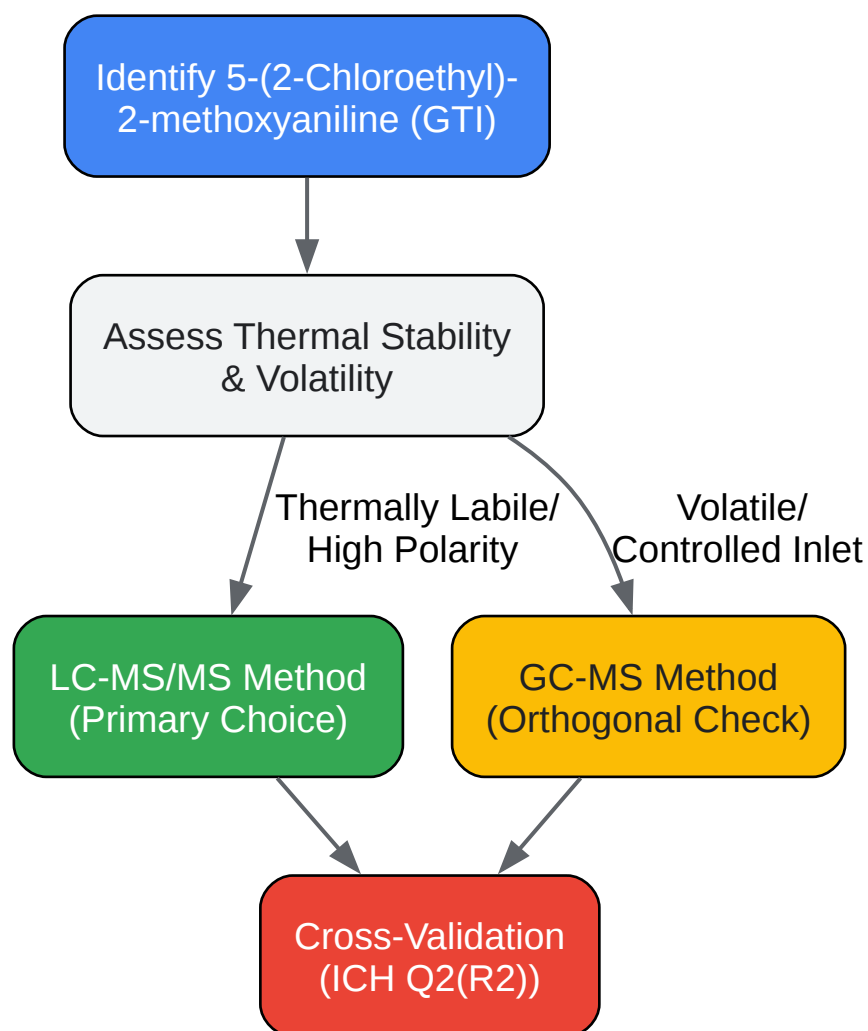 Identify 5-(2-Chloroethyl)-
2-methoxyaniline (GTI)
Assess Thermal Stability
& Volatility
Thermally Labile/
High Polarity
Volatile/
Controlled Inlet
LC-MS/MS Method
(Primary Choice)
GC-MS Method
(Orthogonal Check)
Cross-Validation
(ICH Q2(R2))